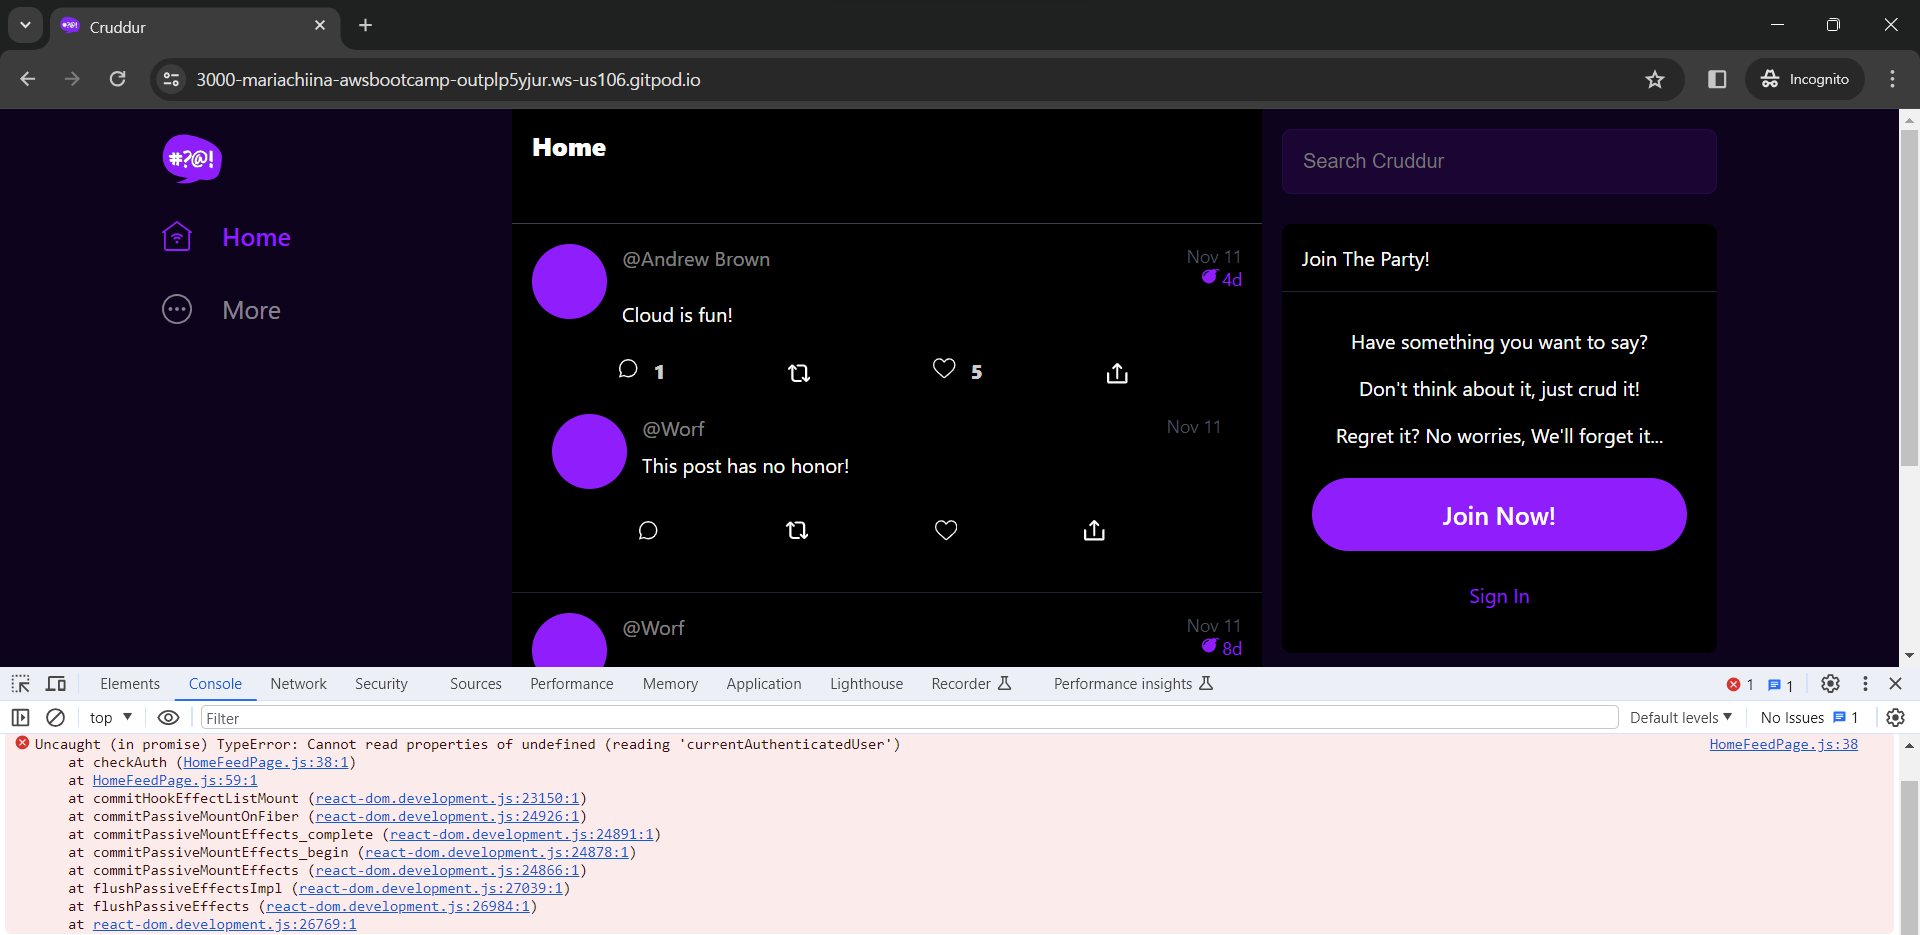 Cruddur
3000-mariachiina-awsbootcamp-outplp5yjur.ws-us106.gitpod.io
Incognito
#?@!
Home
More
Home
@Andrew Brown
Nov 11
4d
Cloud is fun!
1
5
@Worf
Nov 11
This post has no honor!
@Worf
Nov 11
8d
Search Cruddur
Join The Party!
Have something you want to say?
Don't think about it, just crud it!
Regret it? No worries, We'll forget it...
Join Now!
Sign In
Elements Console Network Security Sources Performance Memory Application Lighthouse Recorder Performance insights 1 1
top Filter Default levels No Issues 1
Uncaught (in promise) TypeError: Cannot read properties of undefined (reading 'currentAuthenticatedUser') HomeFeedPage.js:38
at checkAuth (HomeFeedPage.js:38:1)
at HomeFeedPage.js:59:1
at commitHookEffectListMount (react-dom.development.js:23150:1)
at commitPassiveMountOnFiber (react-dom.development.js:24926:1)
at commitPassiveMountEffects_complete (react-dom.development.js:24891:1)
at commitPassiveMountEffects_begin (react-dom.development.js:24878:1)
at commitPassiveMountEffects (react-dom.development.js:24866:1)
at flushPassiveEffectsImpl (react-dom.development.js:27039:1)
at flushPassiveEffects (react-dom.development.js:26984:1)
at react-dom.development.js:26769:1